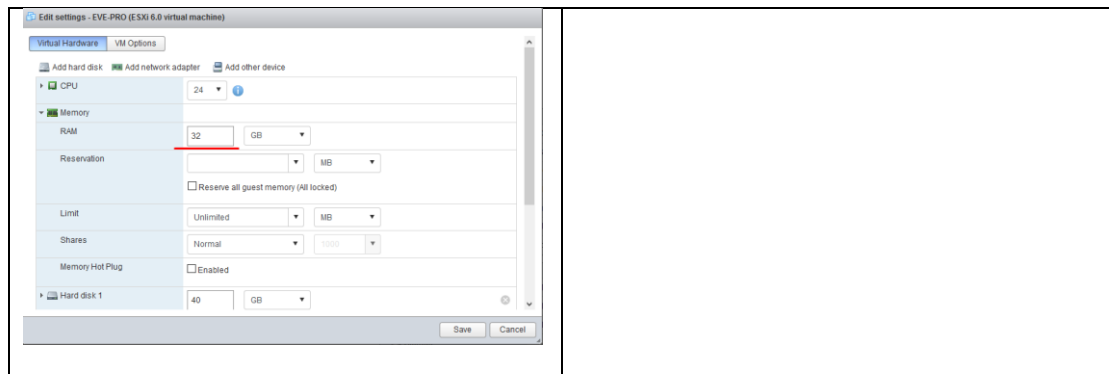 Edit settings - EVE-PRO (ESXi 6.0 virtual machine)
Virtual Hardware VM Options
Add hard disk Add network adapter Add other device
CPU 24
Memory
RAM 32 GB
Reservation MB
Reserve all guest memory (All locked)
Limit Unlimited MB
Shares Normal 1000
Memory Hot Plug Enabled
Hard disk 1 40 GB
Save Cancel